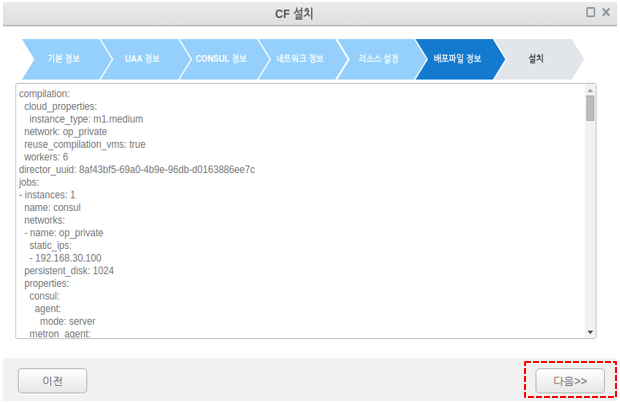 CF 설치
기본 정보 UAA 정보 CONSUL 정보 네트워크 정보 리소스 설정 배포파일 정보 설치
compilation:
cloud_properties:
instance_type: m1.medium
network: op_private
reuse_compilation_vms: true
workers: 6
director_uuid: 8af43bf5-69a0-4b9e-96db-d0163886ee7c
jobs:
- instances: 1
name: consul
networks:
- name: op_private
static_ips:
- 192.168.30.100
persistent_disk: 1024
properties:
consul:
agent:
mode: server
metron_agent:
이전 다음>>